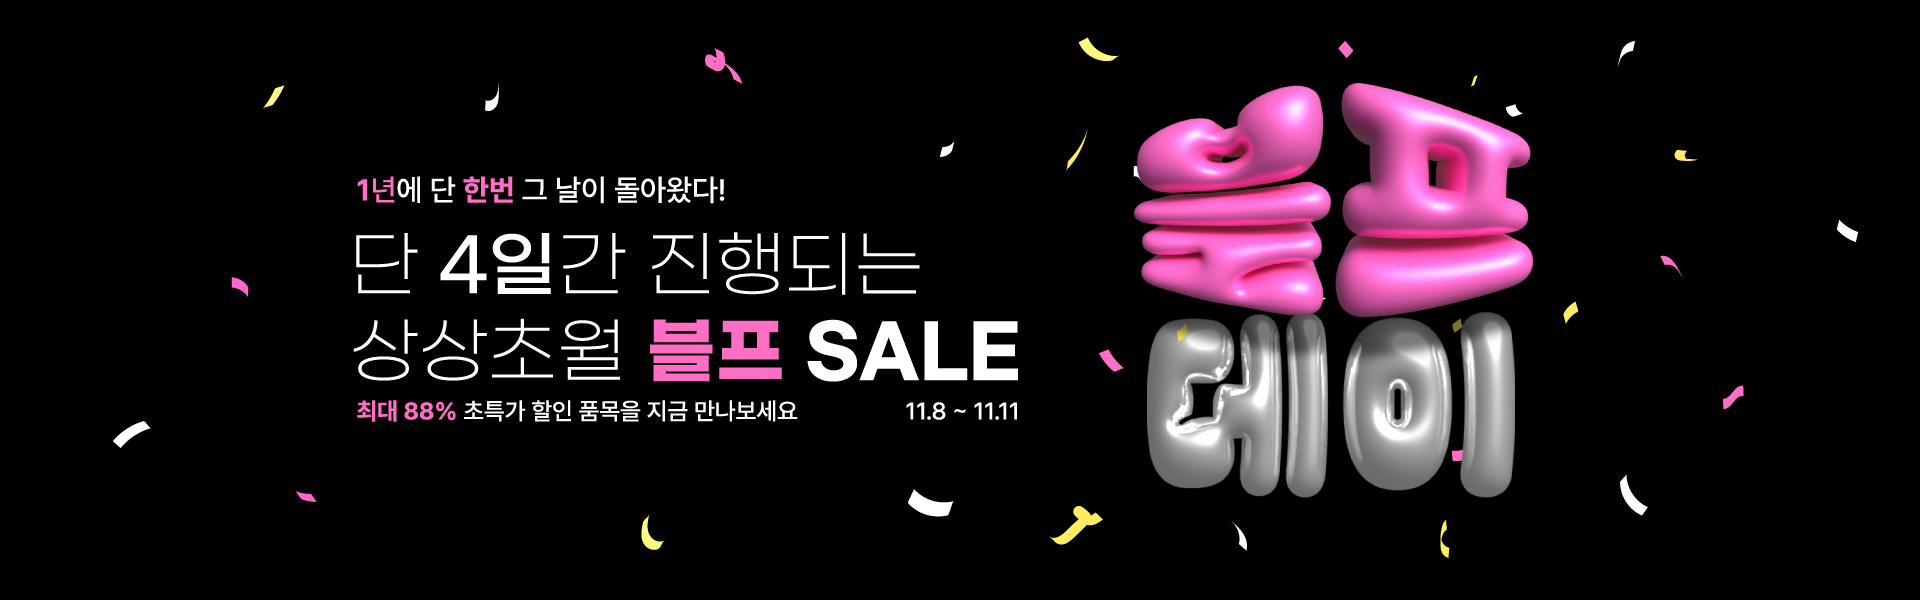 1년에 단 한번 그 날이 돌아왔다!
단 4일간 진행되는
상상초월 블프 SALE
최대 88% 초특가 할인 품목을 지금 만나보세요
11.8 ~ 11.11
블프
데이